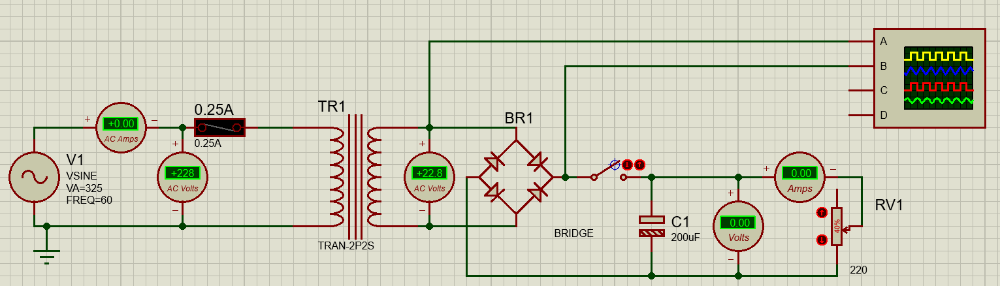 A
B
C
D
TR1
0.25A
BR1
+ +0.00 −
AC Amps
0.25A
V1
VSINE
VA=325
FREQ=60
+
+228
AC Volts
−
+
+22.8
AC Volts
−
+ 0.00 −
Amps
RV1
+
0.00
Volts
−
40%
C1
200uF
BRIDGE
TRAN-2P2S
220